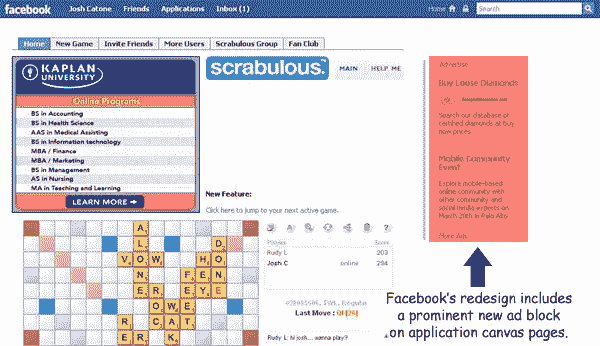 facebook Josh Catone Friends Applications Inbox (1) Home Search
Home New Game Invite Friends More Users Scrabulous Group Fan Club
KAPLAN
UNIVERSITY
Online Programs
BS in Accounting
BS in Health Science
AAS in Medical Assisting
BS in Information technology
MBA / Finance
MBA / Marketing
BS in Management
AS in Nursing
MA in Teaching and Learning
LEARN MORE
scrabulous
MAIN HELP ME
New Feature:
Click here to jump to your next active game.
Players Score
Rudy L 203
Josh C online 284
Last Move :
Rudy L: hi josh... wanna play?
Advertise
Buy Loose Diamonds
Search our database of
certified diamonds at buy
now prices.
Mobile Community
Event
Explore mobile-based
online community with
other community and
social media experts on
March 20th in Palo Alto
More Ads
Facebook's redesign includes
a prominent new ad block
on application canvas pages.